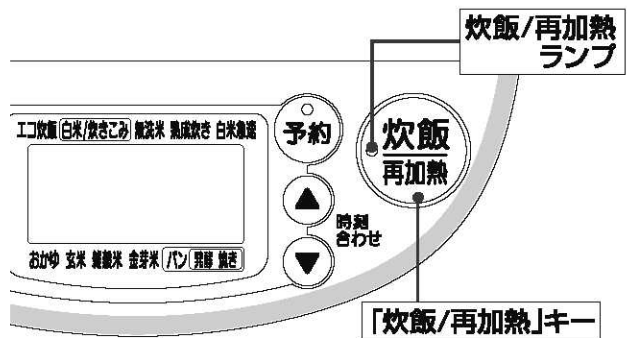 炊飯/再加熱
ランプ
エコ炊飯 白米/炊きこみ 無洗米 熟成炊き 白米急速
予約
炊飯
再加熱
時刻
合わせ
おかゆ 玄米 雑穀米 金芽米 パン 発酵 焼き
「炊飯/再加熱」キー